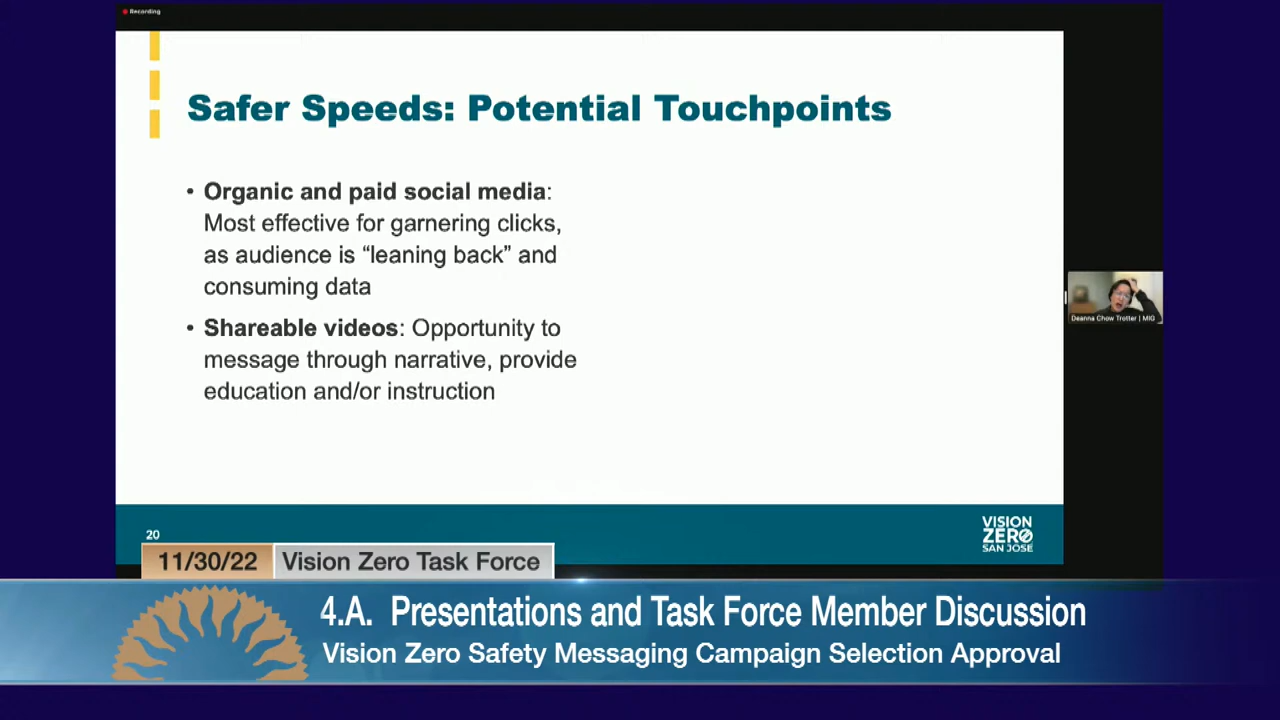 Recording
Safer Speeds: Potential Touchpoints
• Organic and paid social media:
Most effective for garnering clicks,
as audience is “leaning back” and
consuming data
• Shareable videos: Opportunity to
message through narrative, provide
education and/or instruction
Deanna Chow Trotter | MIG
20
VISION
ZERO
SAN JOSE
11/30/22 Vision Zero Task Force
4.A. Presentations and Task Force Member Discussion
Vision Zero Safety Messaging Campaign Selection Approval